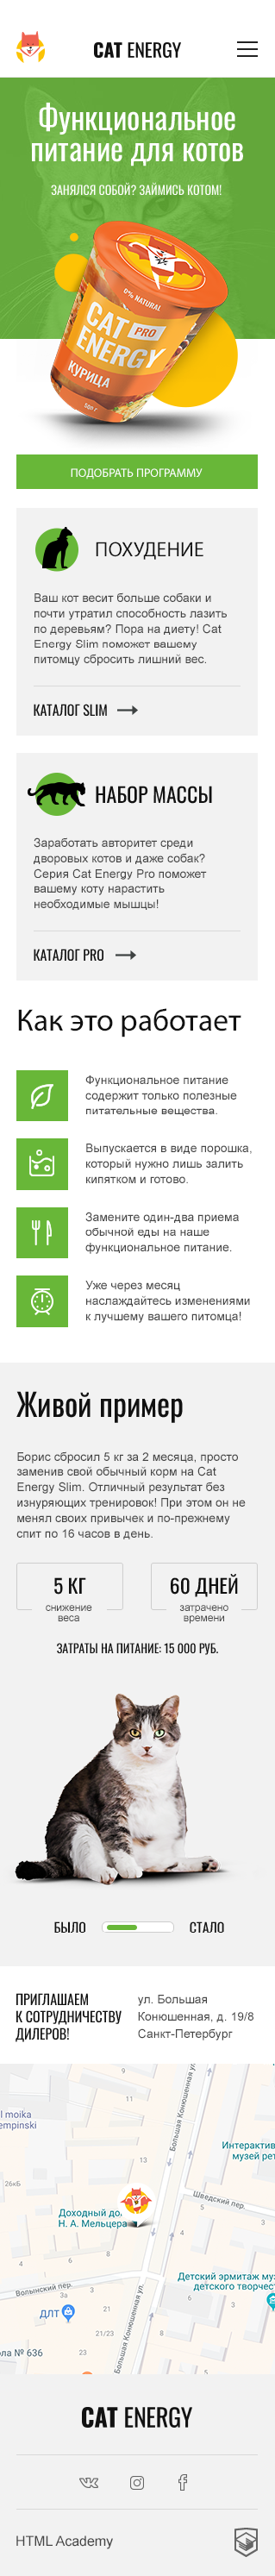 CAT ENERGY
Функциональное
питание для котов
ЗАНЯЛСЯ СОБОЙ? ЗАЙМИСЬ КОТОМ!
0% NATURAL
CAT PRO
ENERGY
КУРИЦА
500 г
ПОДОБРАТЬ ПРОГРАММУ
ПОХУДЕНИЕ
Ваш кот весит больше собаки и
почти утратил способность лазить
по деревьям? Пора на диету! Cat
Energy Slim поможет вашему
питомцу сбросить лишний вес.
КАТАЛОГ SLIM
НАБОР МАССЫ
Заработать авторитет среди
дворовых котов и даже собак?
Серия Cat Energy Pro поможет
вашему коту нарастить
необходимые мышцы!
КАТАЛОГ PRO
Как это работает
Функциональное питание
содержит только полезные
питательные вещества.
Выпускается в виде порошка,
который нужно лишь залить
кипятком и готово.
Замените один-два приема
обычной еды на наше
функциональное питание.
Уже через месяц
наслаждайтесь изменениями
к лучшему вашего питомца!
Живой пример
Борис сбросил 5 кг за 2 месяца, просто
заменив свой обычный корм на Cat
Energy Slim. Отличный результат без
изнуряющих тренировок! При этом он не
менял своих привычек и по-прежнему
спит по 16 часов в день.
5 КГ
снижение
веса
60 ДНЕЙ
затрачено
времени
ЗАТРАТЫ НА ПИТАНИЕ: 15 000 РУБ.
БЫЛО
СТАЛО
ПРИГЛАШАЕМ
К СОТРУДНИЧЕСТВУ
ДИЛЕРОВ!
ул. Большая
Конюшенная, д. 19/8
Санкт-Петербург
9
11
l moika
empinski
Большая Конюшенная ул.
Интерактив
музей рет
13
26кБ
Шведский пер.
Доходный до
Н. А. Мельцера
5
3
4
6
8
4
Детский эрмитаж му
детского творчест
Волынский пер.
3а
3
ДЛТ
21
21/23
8
23
ола № 636
Большая Конюшенная ул.
6
5
CAT ENERGY
HTML Academy